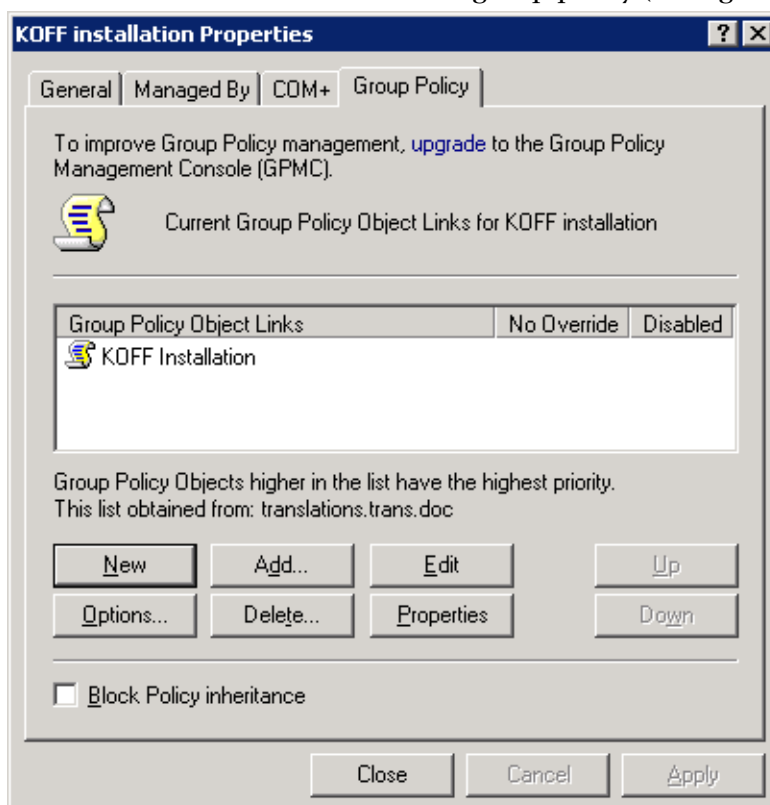 KOFF installation Properties
General Managed By COM+ Group Policy
To improve Group Policy management, upgrade to the Group Policy
Management Console (GPMC).
Current Group Policy Object Links for KOFF installation
Group Policy Object Links No Override Disabled
KOFF Installation
Group Policy Objects higher in the list have the highest priority.
This list obtained from: translations.trans.doc
New Add... Edit Up
Options... Delete... Properties Down
Block Policy inheritance
Close Cancel Apply